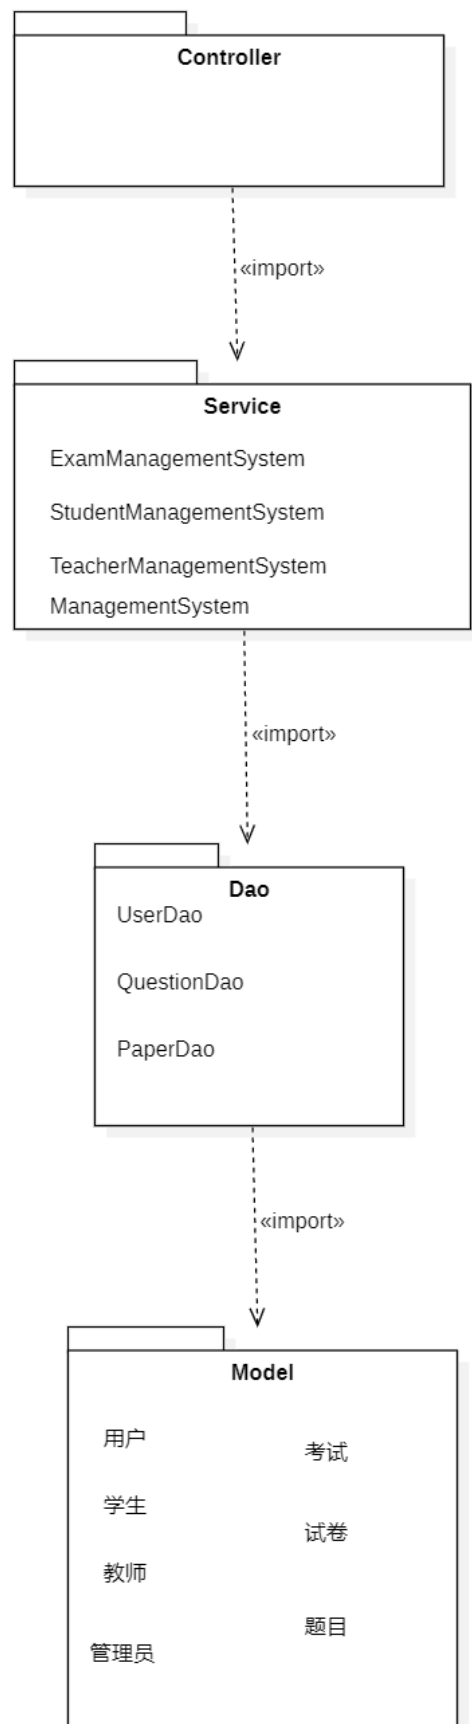 Controller
«import»
Service
ExamManagementSystem
StudentManagementSystem
TeacherManagementSystem
ManagementSystem
«import»
Dao
UserDao
QuestionDao
PaperDao
«import»
Model
用户
学生
教师
管理员
考试
试卷
题目